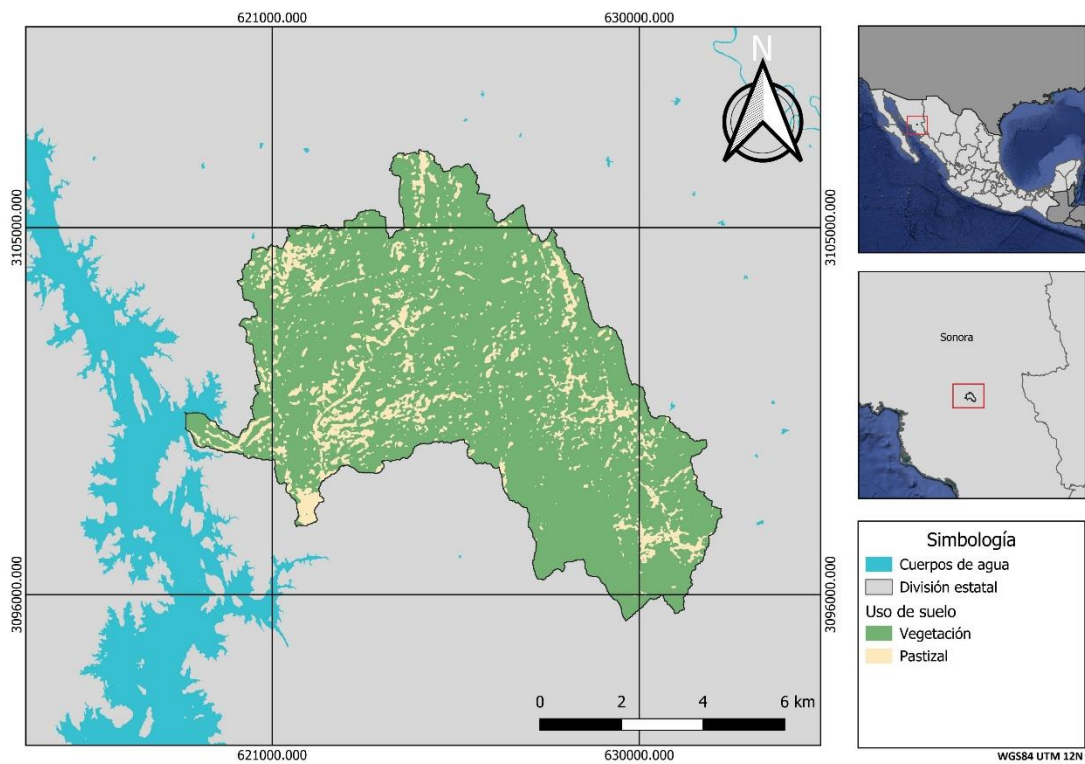 621000.000
630000.000
N
3105000.000
3105000.000
3096000.000
3096000.000
0 2 4 6 km
621000.000
630000.000
Sonora
Simbología
Cuerpos de agua
División estatal
Uso de suelo
Vegetación
Pastizal
WGS84 UTM 12N